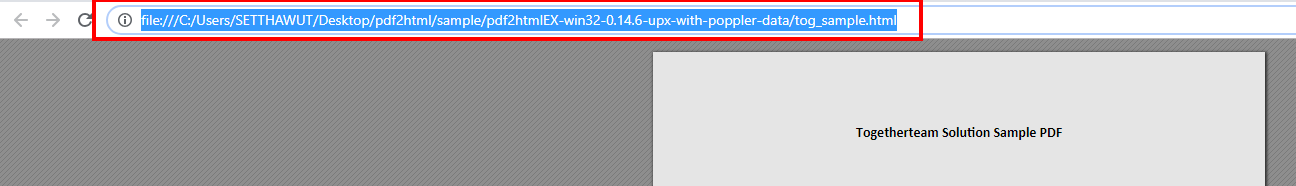 file:///C:/Users/SETTHAWUT/Desktop/pdf2html/sample/pdf2htmlEX-win32-0.14.6-upx-with-poppler-data/tog_sample.html
Togetherteam Solution Sample PDF